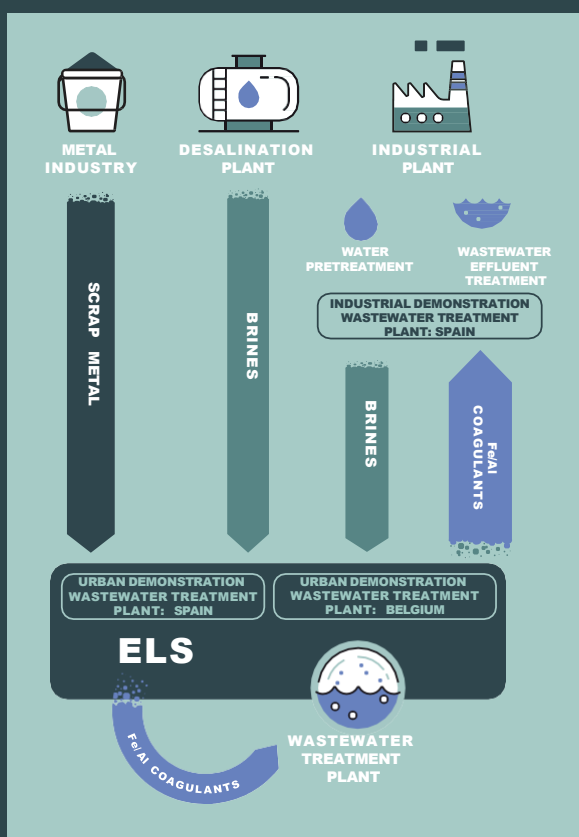 METAL
INDUSTRY
DESALINATION
PLANT
INDUSTRIAL
PLANT
WATER
PRETREATMENT
WASTEWATER
EFFLUENT
TREATMENT
INDUSTRIAL DEMONSTRATION
WASTEWATER TREATMENT
PLANT: SPAIN
SCRAP METAL
BRINES
BRINES
Fe/Al
COAGULANTS
URBAN DEMONSTRATION
WASTEWATER TREATMENT
PLANT: SPAIN
URBAN DEMONSTRATION
WASTEWATER TREATMENT
PLANT: BELGIUM
ELS
Fe/Al COAGULANTS
WASTEWATER
TREATMENT
PLANT